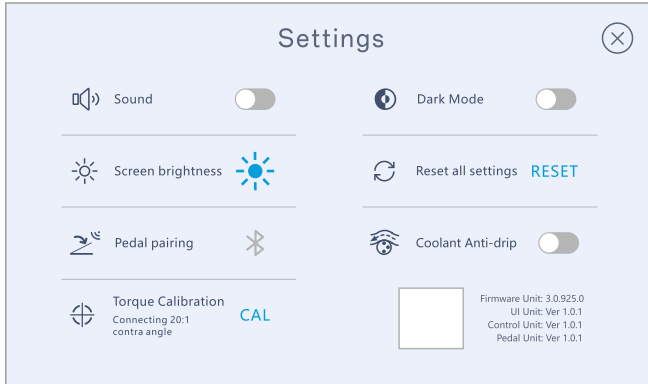 Settings
Sound
Dark Mode
Screen brightness
Reset all settings RESET
Pedal pairing
Coolant Anti-drip
Torque Calibration
Connecting 20:1
contra angle
CAL
Firmware Unit: 3.0.925.0
UI Unit: Ver 1.0.1
Control Unit: Ver 1.0.1
Pedal Unit: Ver 1.0.1